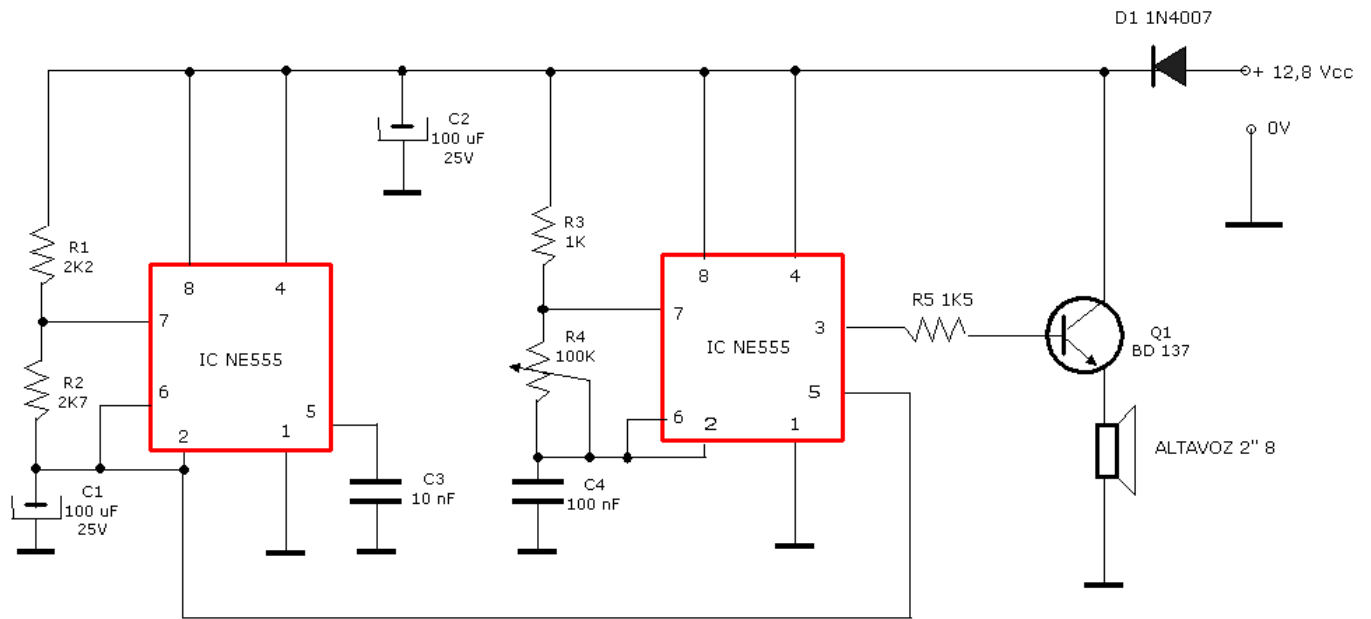 D1 1N4007
+ 12,8 Vcc
0V
C2
100 uF
25V
R1
2K2
R3
1K
8
4
7
IC NE555
6
5
2
1
R2
2K7
C1
100 uF
25V
C3
10 nF
8
4
7
3
IC NE555
5
6
2
1
R4
100K
C4
100 nF
R5 1K5
Q1
BD 137
ALTAVOZ 2" 8